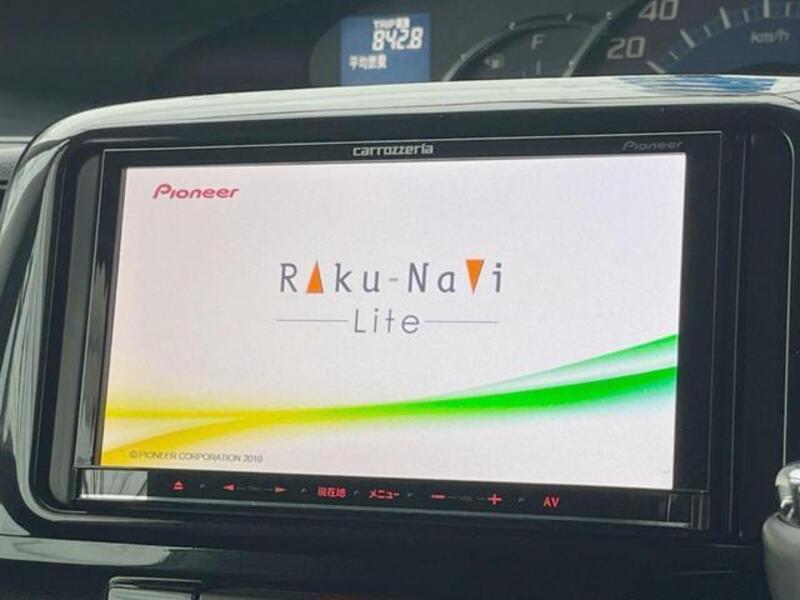 TRIP
842.8
平均燃費
F
20
40
km/h
carrozzeria
Pioneer
Pioneer
Raku-Navi
Lite
© PIONEER CORPORATION 2010
現在地
メニュー
− +
AV